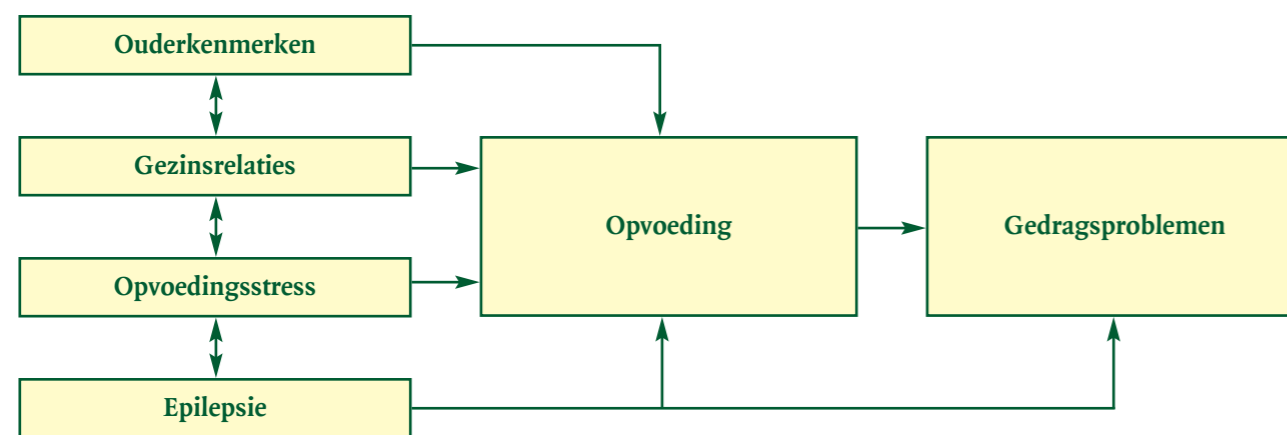 Ouderkenmerken
Gezinsrelaties
Opvoedingsstress
Epilepsie
Opvoeding
Gedragsproblemen